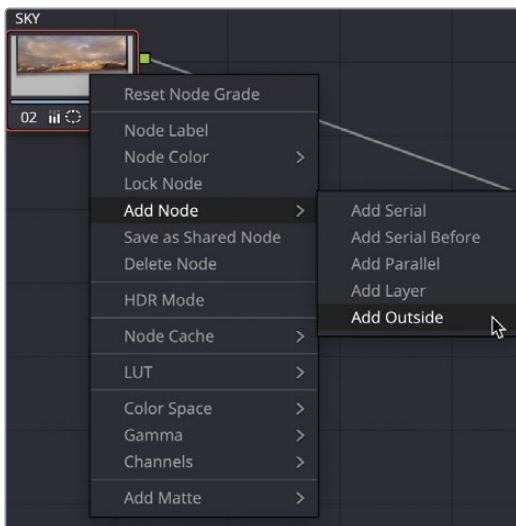 SKY
02
Reset Node Grade
Node Label
Node Color
Lock Node
Add Node
Save as Shared Node
Delete Node
HDR Mode
Node Cache
LUT
Color Space
Gamma
Channels
Add Matte
Add Serial
Add Serial Before
Add Parallel
Add Layer
Add Outside